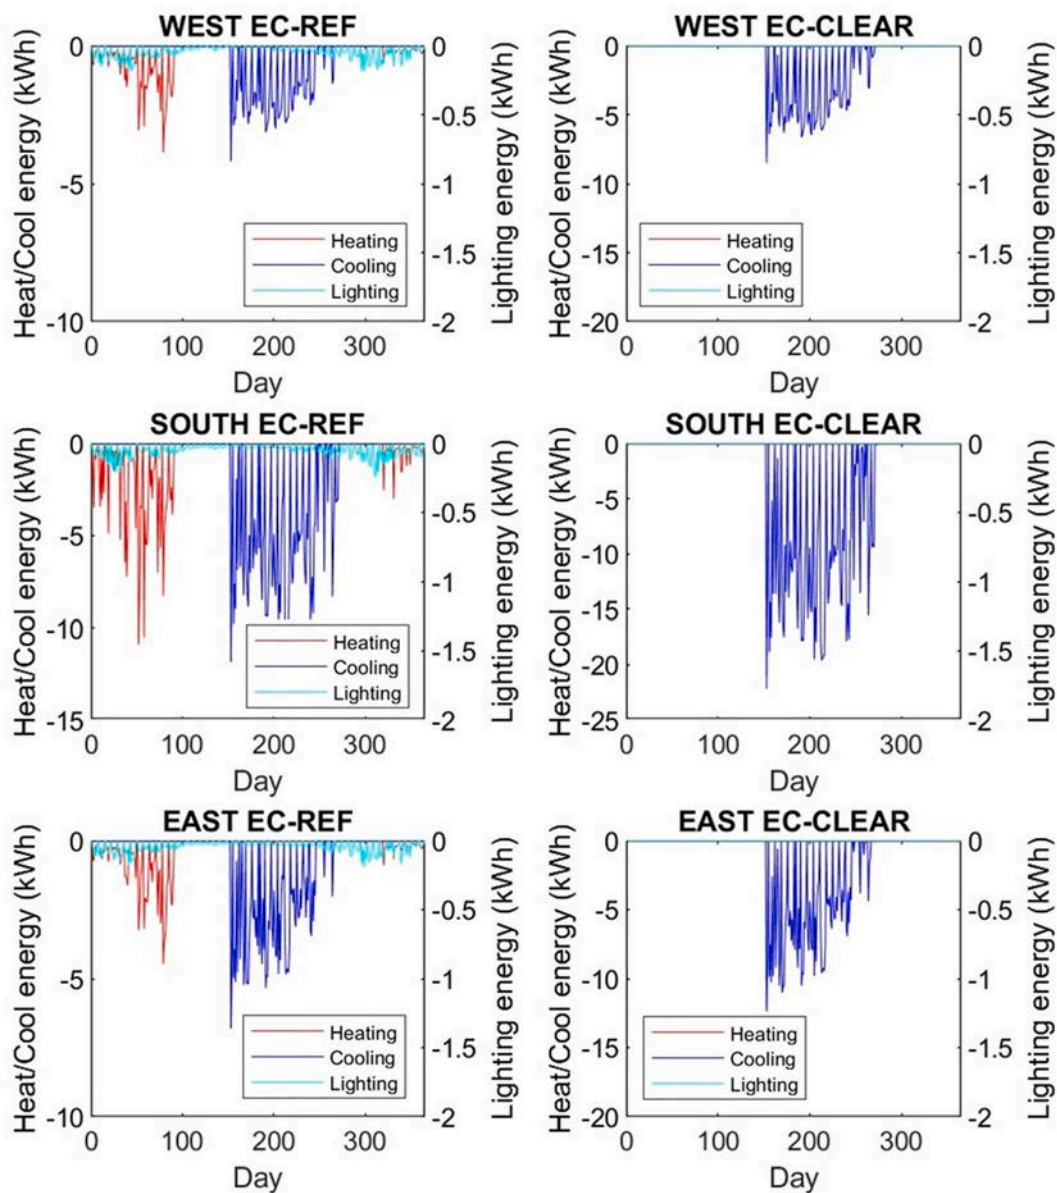 WEST EC-REF
Heat/Cool energy (kWh)
0
-5
-10
0
-0.5
-1
-1.5
-2
Lighting energy (kWh)
Heating
Cooling
Lighting
0 100 200 300
Day
WEST EC-CLEAR
Heat/Cool energy (kWh)
0
-5
-10
-15
-20
0
-0.5
-1
-1.5
-2
Lighting energy (kWh)
Heating
Cooling
Lighting
0 100 200 300
Day
SOUTH EC-REF
Heat/Cool energy (kWh)
0
-5
-10
-15
0
-0.5
-1
-1.5
-2
Lighting energy (kWh)
Heating
Cooling
Lighting
0 100 200 300
Day
SOUTH EC-CLEAR
Heat/Cool energy (kWh)
0
-5
-10
-15
-20
-25
0
-0.5
-1
-1.5
-2
Lighting energy (kWh)
0 100 200 300
Day
EAST EC-REF
Heat/Cool energy (kWh)
0
-5
-10
0
-0.5
-1
-1.5
-2
Lighting energy (kWh)
Heating
Cooling
Lighting
0 100 200 300
Day
EAST EC-CLEAR
Heat/Cool energy (kWh)
0
-5
-10
-15
-20
0
-0.5
-1
-1.5
-2
Lighting energy (kWh)
Heating
Cooling
Lighting
0 100 200 300
Day